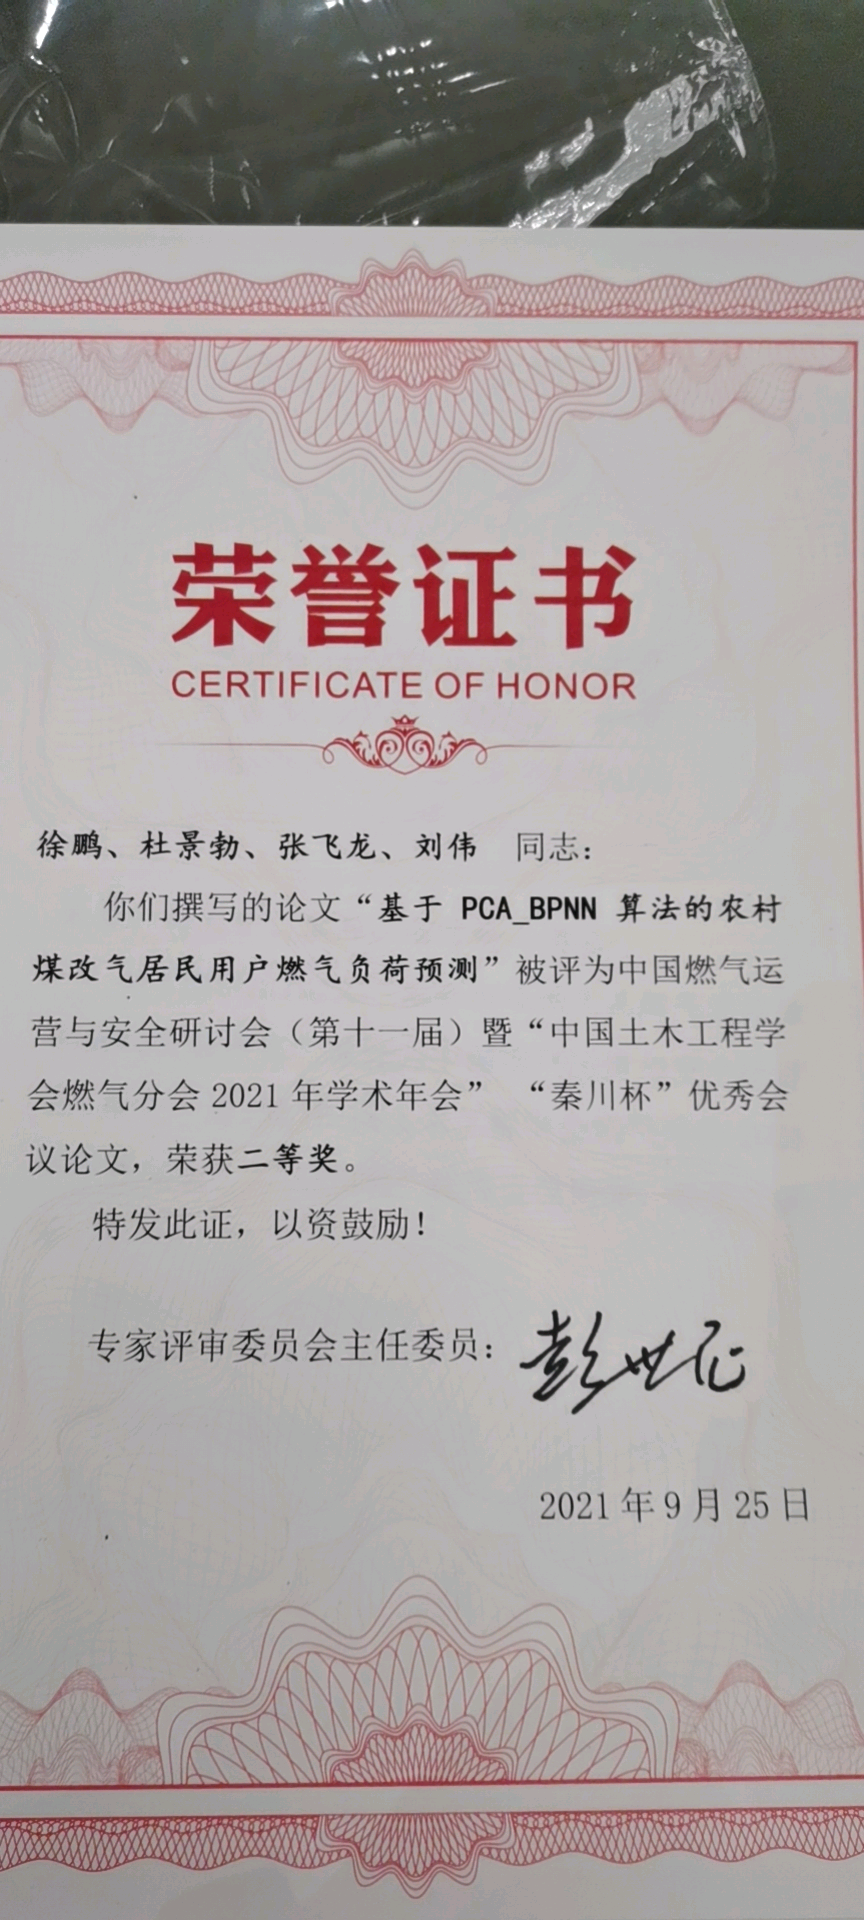 荣誉证书
CERTIFICATE OF HONOR
徐鹏、杜景勃、张飞龙、刘伟 同志：
你们撰写的论文“基于 PCA_BPNN 算法的农村
煤改气居民用户燃气负荷预测”被评为中国燃气运
营与安全研讨会（第十一届）暨“中国土木工程学
会燃气分会 2021 年学术年会” “秦川杯”优秀会
议论文，荣获二等奖。
特发此证，以资鼓励！
专家评审委员会主任委员：彭世
2021 年 9 月 25 日